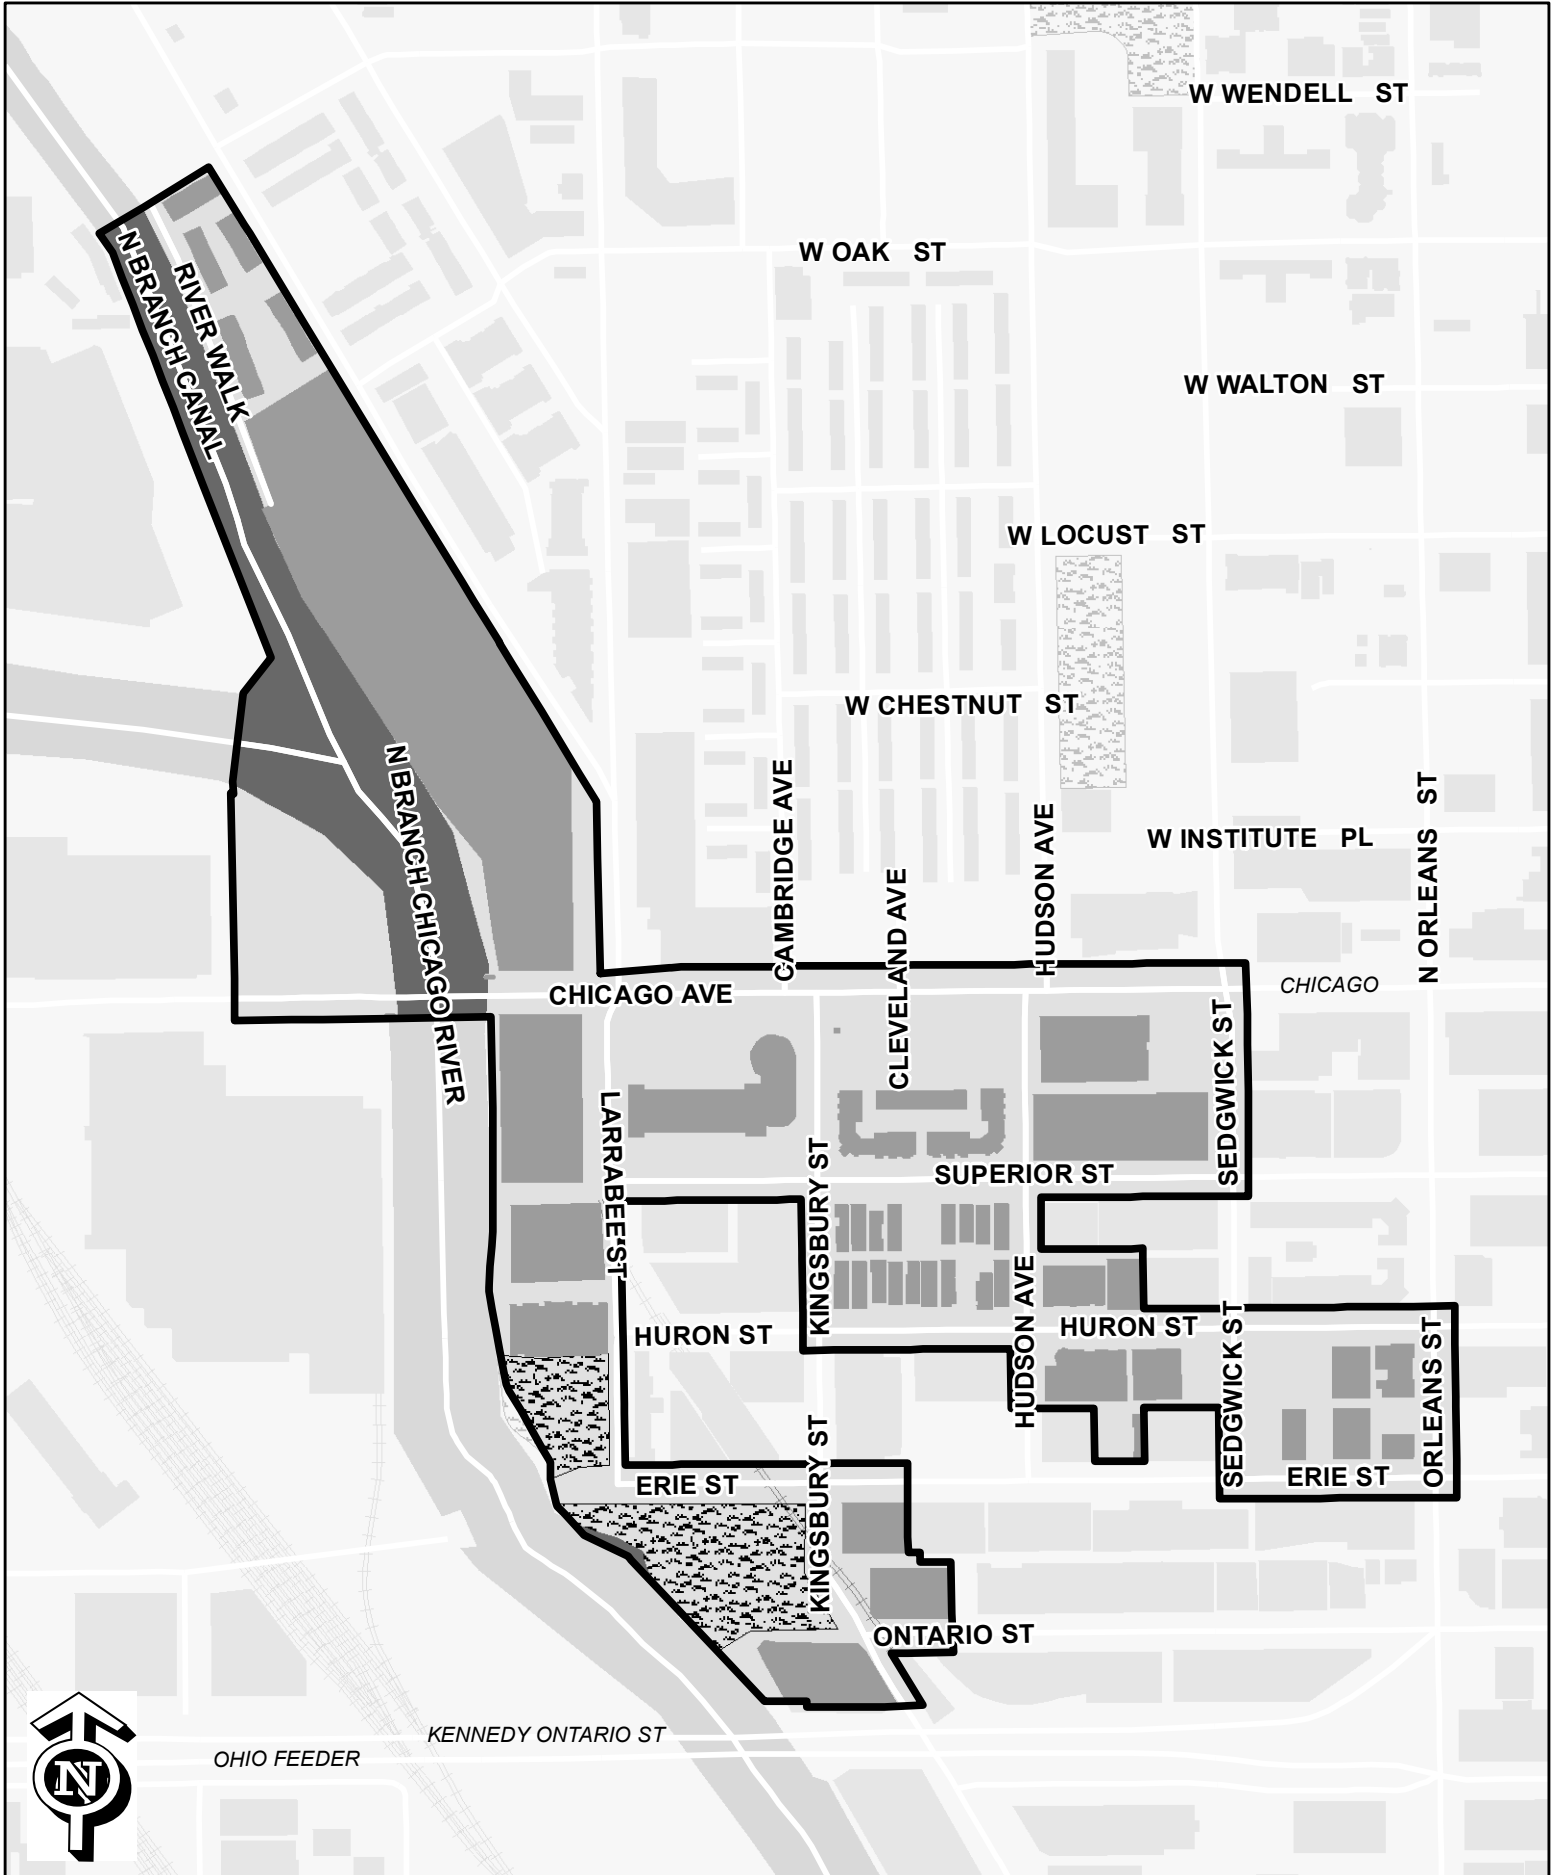 W WENDELL ST
W OAK ST
N BRANCH CANAL
RIVER WALK
W WALTON ST
W LOCUST ST
W CHESTNUT ST
N BRANCH CHICAGO RIVER
CAMBRIDGE AVE
CLEVELAND AVE
HUDSON AVE
W INSTITUTE PL
N ORLEANS ST
CHICAGO AVE
CHICAGO
LARRABEE ST
KINGSBURY ST
SUPERIOR ST
SEDGWICK ST
HURON ST
HUDSON AVE
HURON ST
SEDGWICK ST
ORLEANS ST
ERIE ST
KINGSBURY ST
ERIE ST
ONTARIO ST
KENNEDY ONTARIO ST
OHIO FEEDER
N